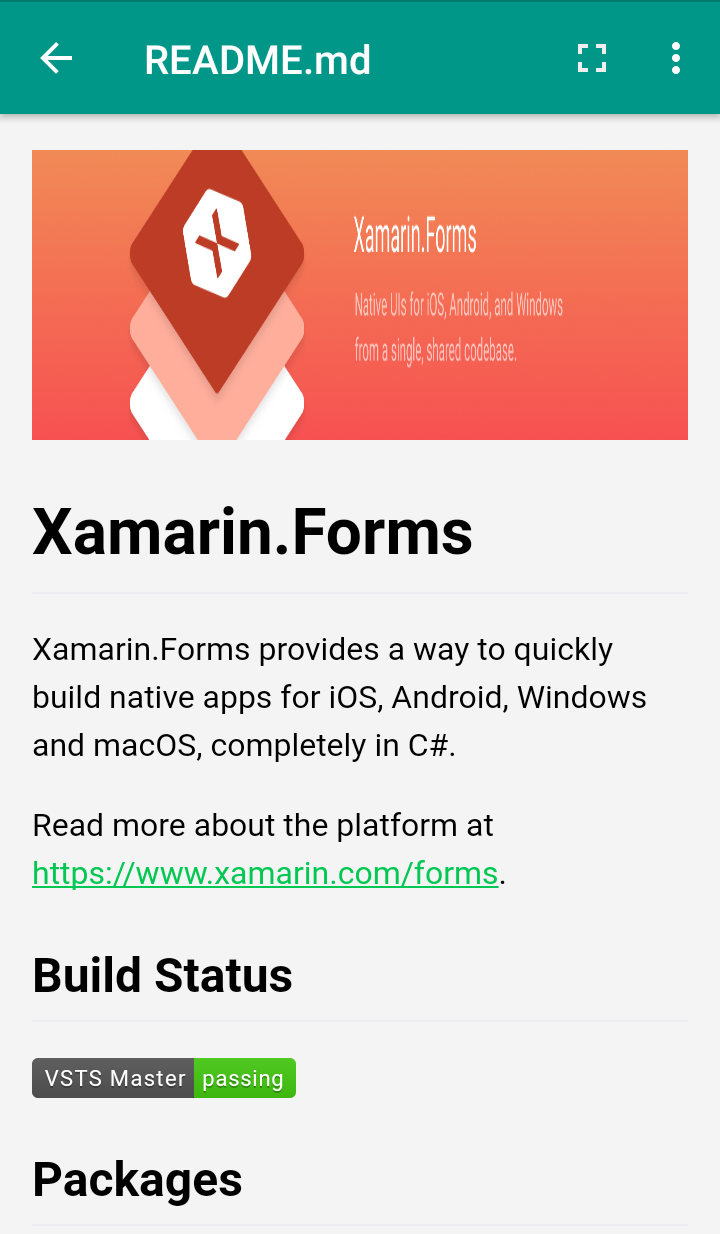 README.md
Xamarin.Forms
Native UIs for iOS, Android, and Windows
from a single, shared codebase.
Xamarin.Forms
Xamarin.Forms provides a way to quickly
build native apps for iOS, Android, Windows
and macOS, completely in C#.
Read more about the platform at
https://www.xamarin.com/forms.
Build Status
VSTS Master passing
Packages